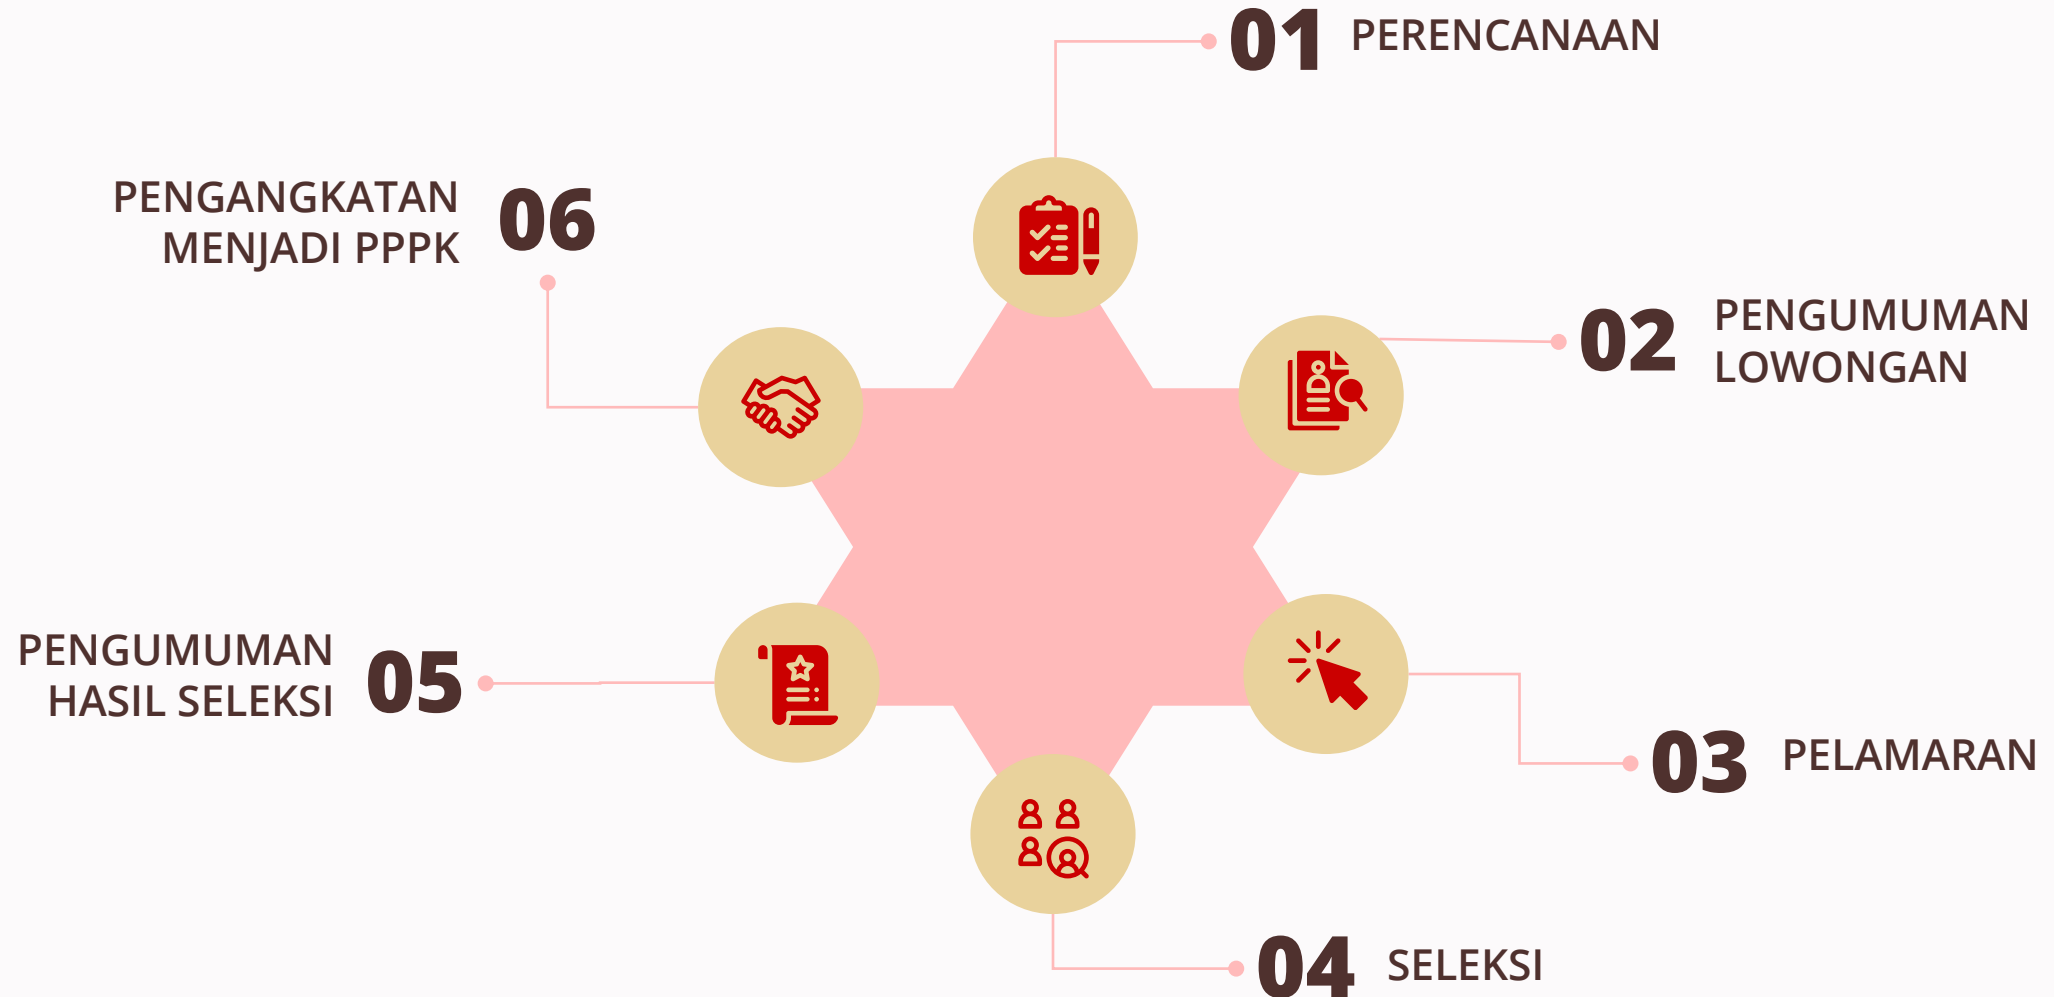 01 PERENCANAAN
02 PENGUMUMAN
LOWONGAN
03 PELAMARAN
04 SELEKSI
05 PENGUMUMAN
HASIL SELEKSI
06 PENGANGKATAN
MENJADI PPPK